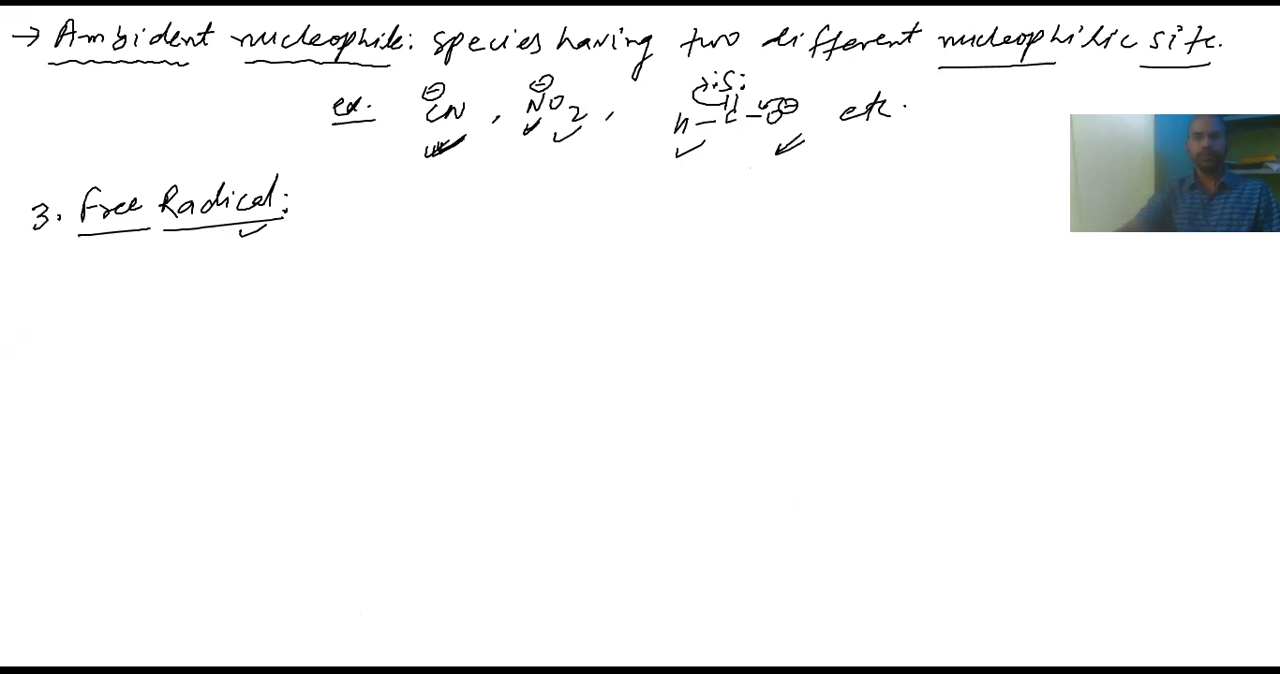 → Ambident nucleophile: species having two different nucleophilic site.
ex. ⊖CN, ⊖NO2, H–C(=S:)–O⊖ etc.
3. Free Radical: